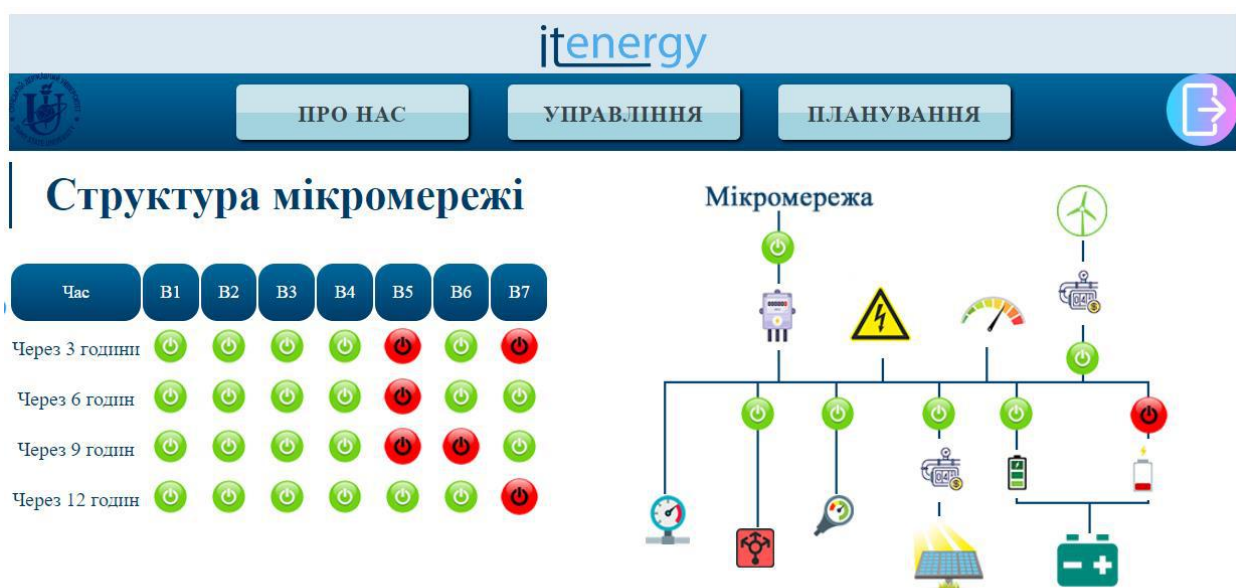 itenergy
ПРО НАС
УПРАВЛІННЯ
ПЛАНУВАННЯ
Структура мікромережі
Мікромережа
Час B1 B2 B3 B4 B5 B6 B7
Через 3 години
Через 6 годин
Через 9 годин
Через 12 годин